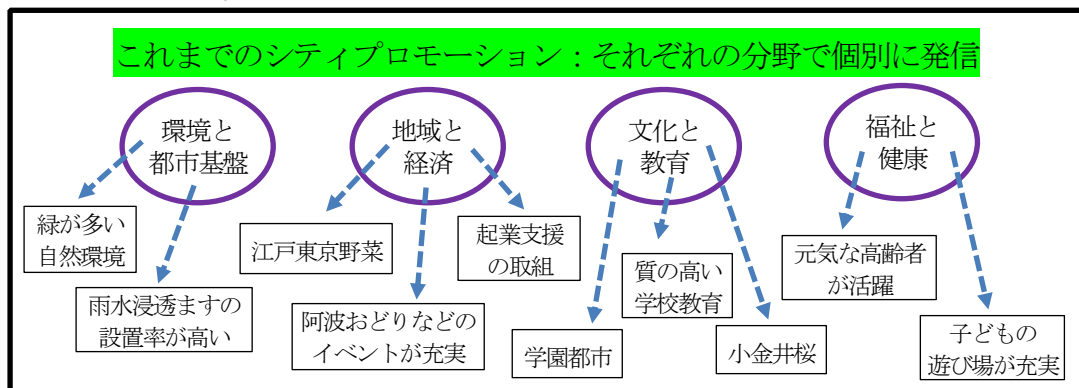 これまでのシティプロモーション：それぞれの分野で個別に発信
環境と
都市基盤
地域と
経済
文化と
教育
福祉と
健康
緑が多い
自然環境
雨水浸透ますの
設置率が高い
江戸東京野菜
阿波おどりなどの
イベントが充実
起業支援
の取組
学園都市
質の高い
学校教育
小金井桜
元気な高齢者
が活躍
子どもの
遊び場が充実